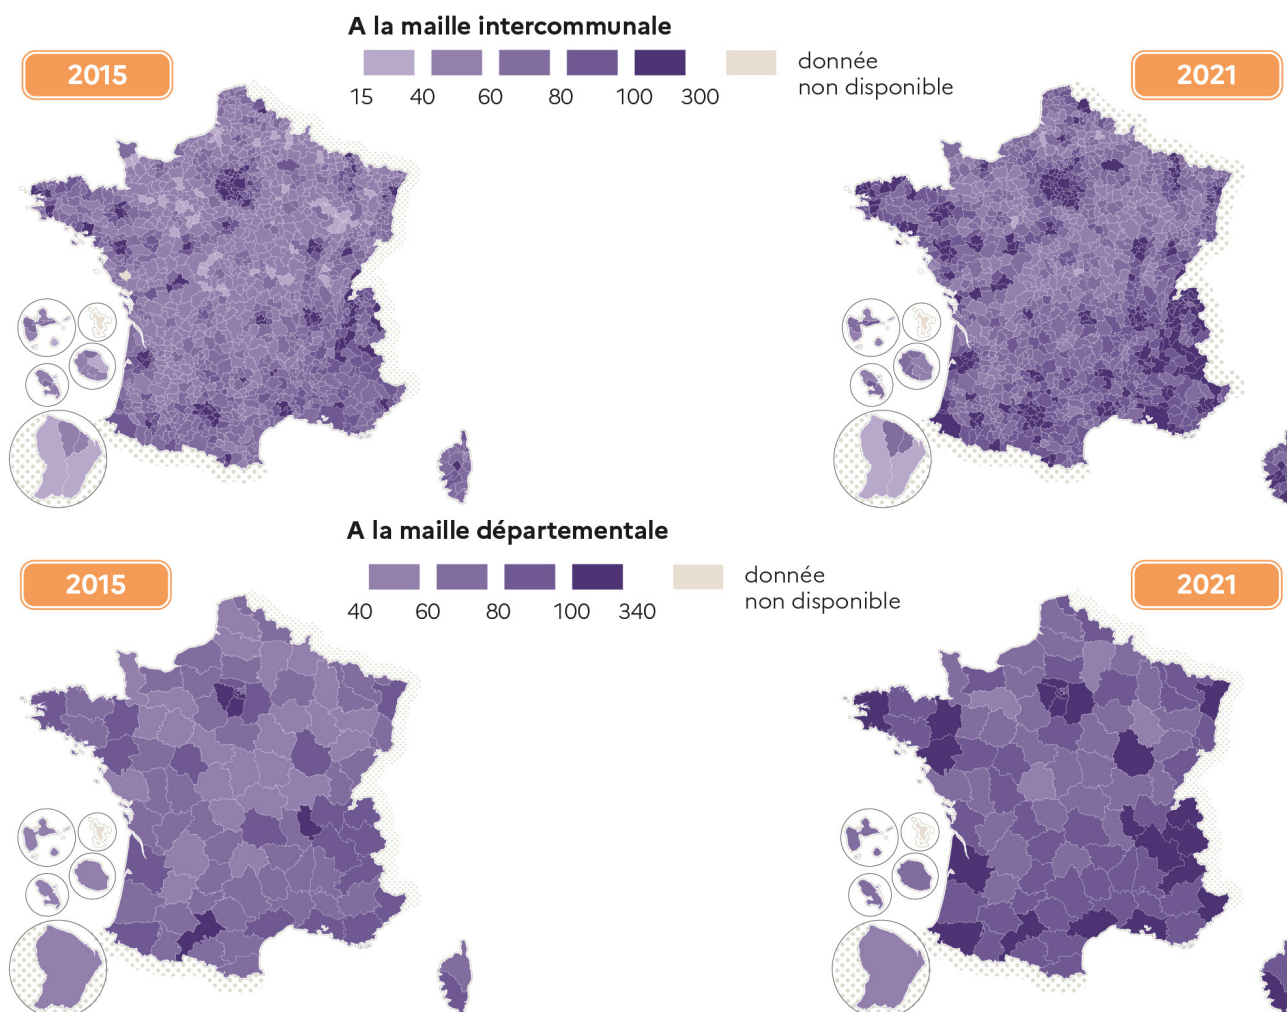 A la maille intercommunale
2015
15 40 60 80 100 300
donnée
non disponible
2021
A la maille départementale
2015
40 60 80 100 340
donnée
non disponible
2021